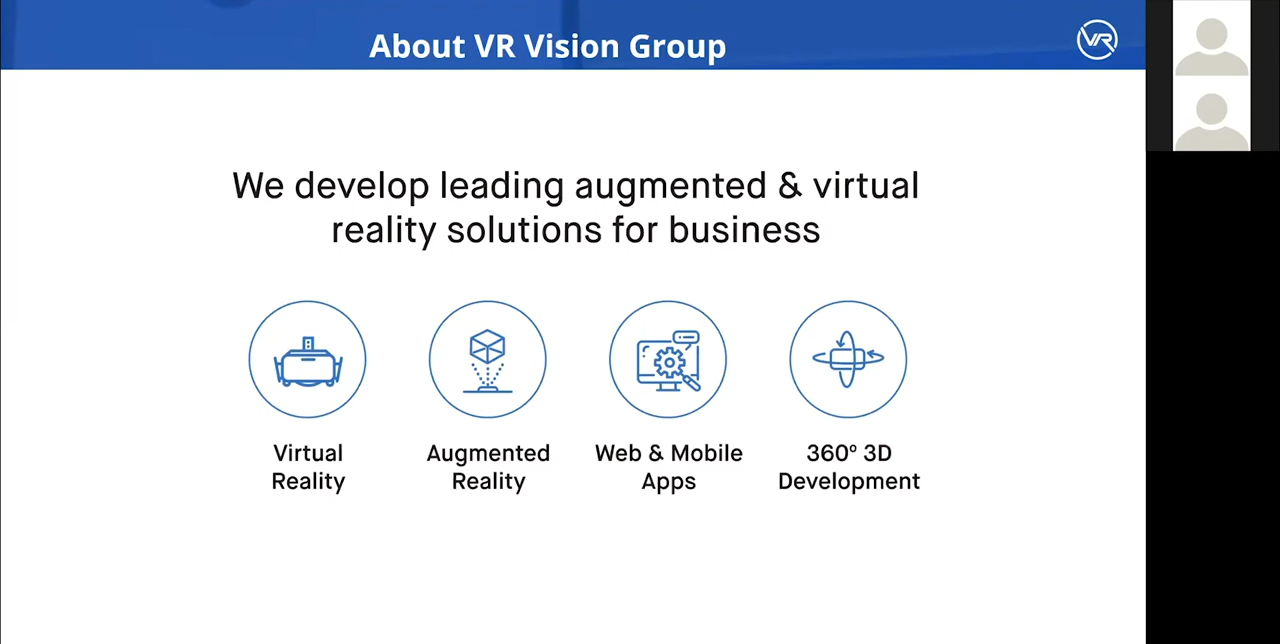 About VR Vision Group
VR
We develop leading augmented & virtual
reality solutions for business
Virtual
Reality
Augmented
Reality
Web & Mobile
Apps
360º 3D
Development